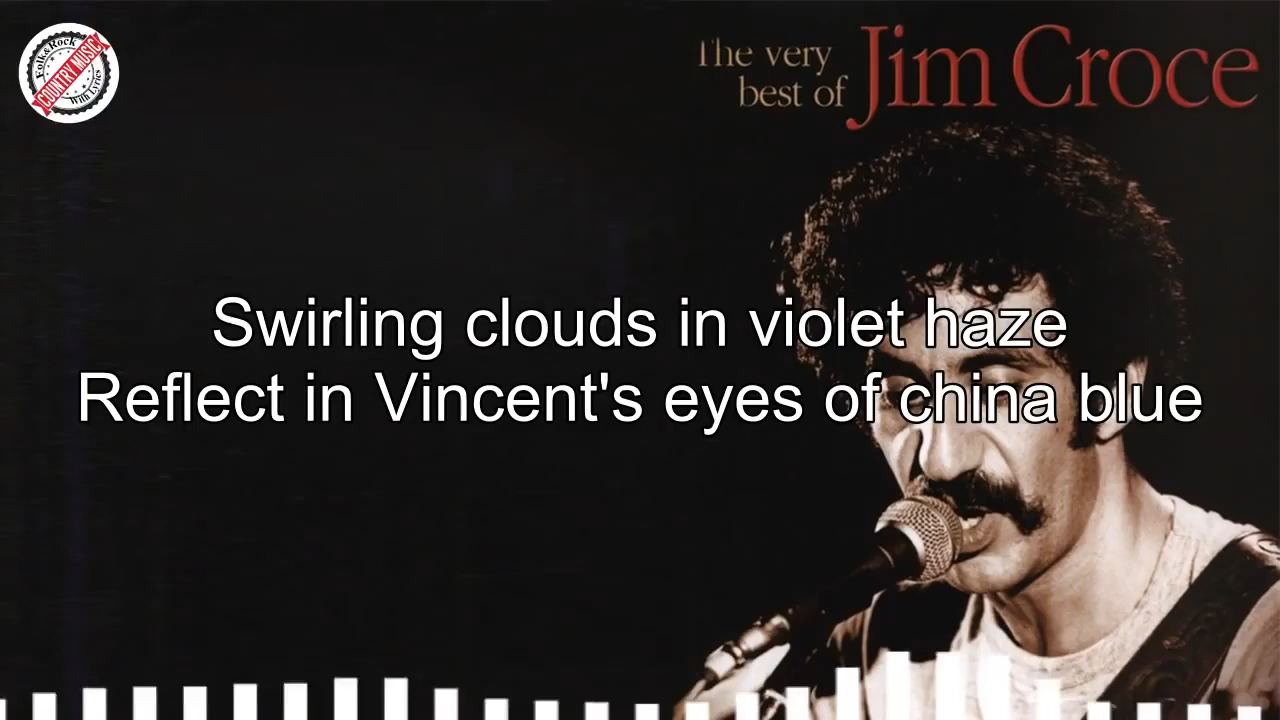 Folk&Rock
COUNTRY MUSIC
With Lyrics
The very
best of
Jim Croce
Swirling clouds in violet haze
Reflect in Vincent's eyes of china blue